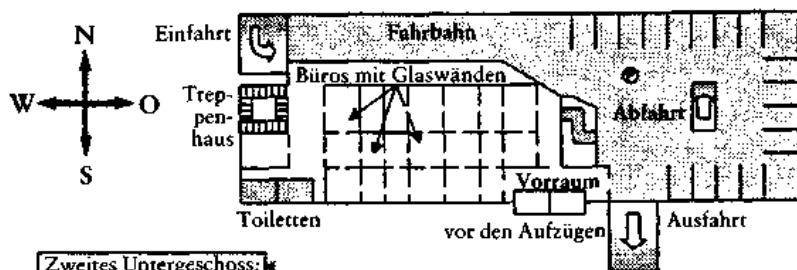 N
W O
S
Einfahrt
Fahrbahn
Büros mit Glaswänden
Trep-
pen-
haus
Abfahrt
Vorraum
Toiletten
vor den Aufzügen
Ausfahrt
Zweites Untergeschoss: